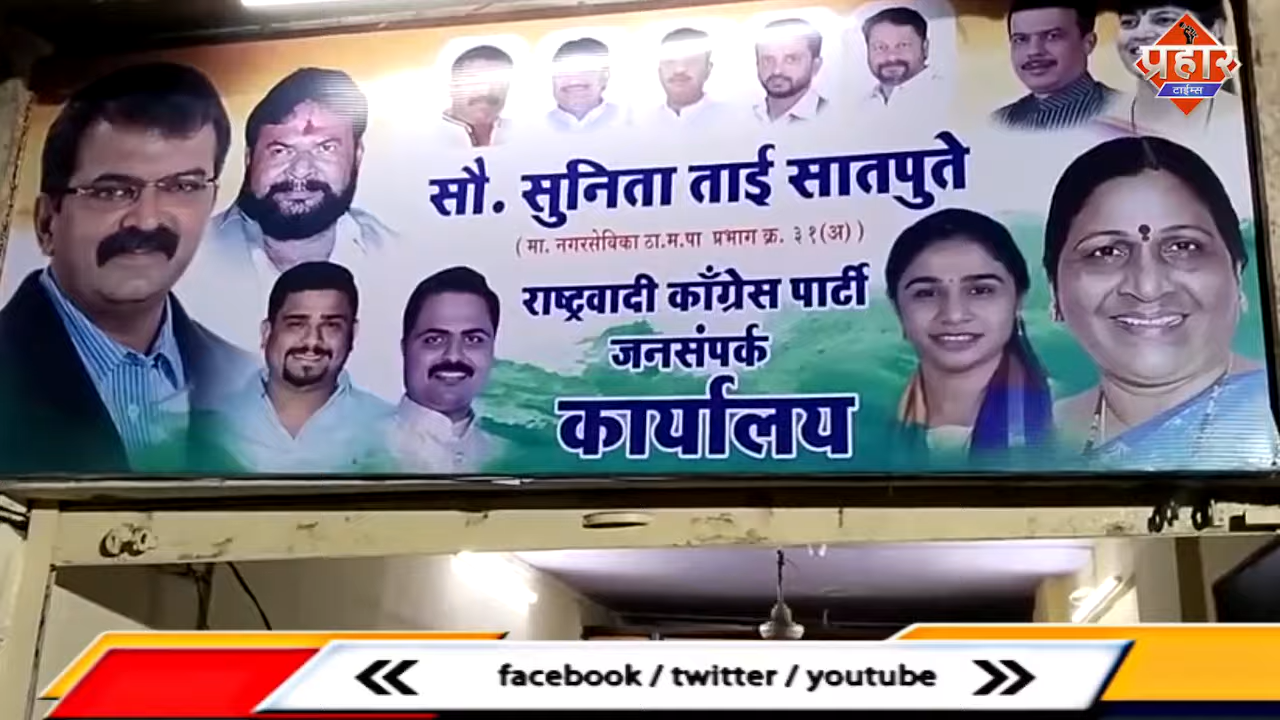 प्रहार
टाईम्स
सौ. सुनिता ताई सातपुते
(मा. नगरसेविका ठा.म.पा प्रभाग क्र. ३१(अ))
राष्ट्रवादी काँग्रेस पार्टी
जनसंपर्क
कार्यालय
facebook / twitter / youtube